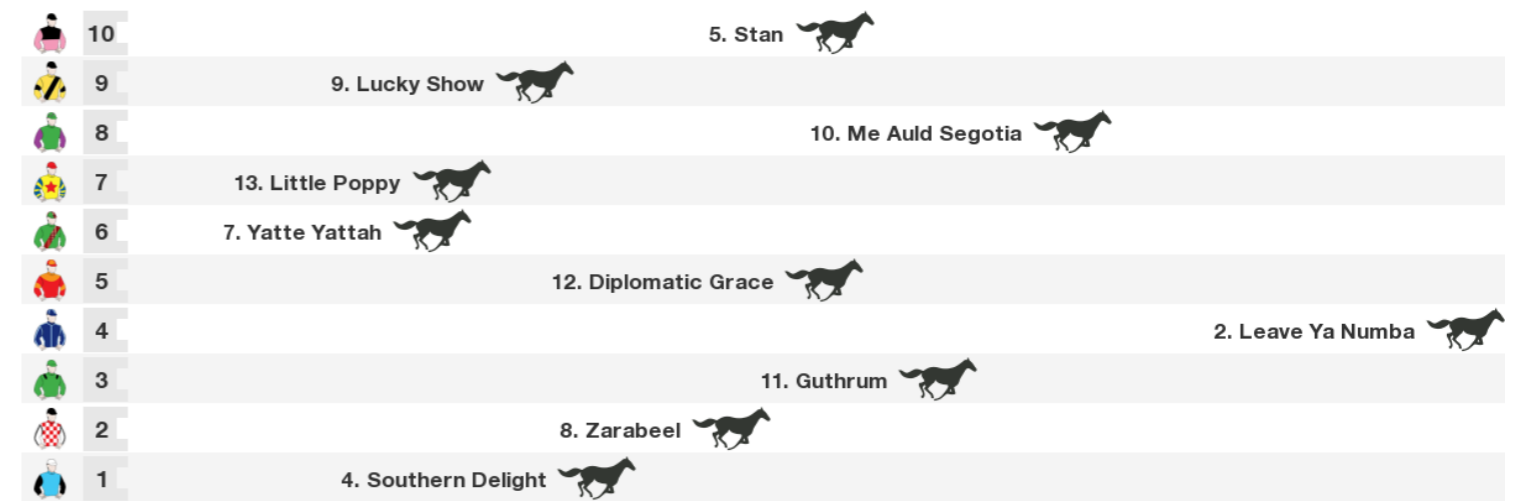 10 5. Stan
9 9. Lucky Show
8 10. Me Auld Segotia
7 13. Little Poppy
6 7. Yatte Yattah
5 12. Diplomatic Grace
4 2. Leave Ya Numba
3 11. Guthrum
2 8. Zarabeel
1 4. Southern Delight